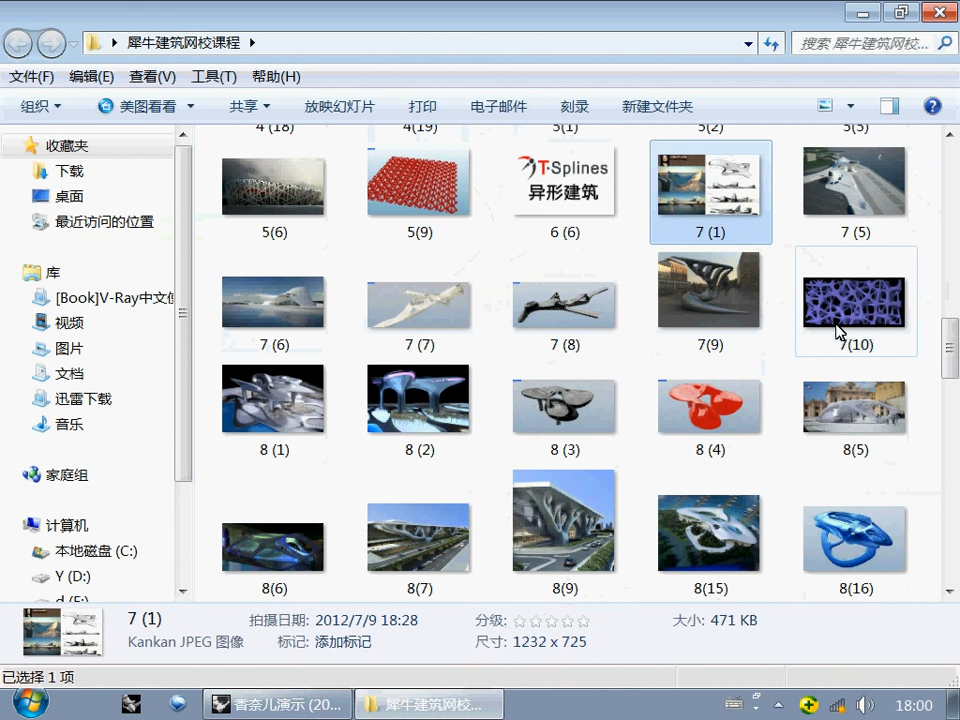 犀牛建筑网校课程
搜索 犀牛建筑网校...
文件(F) 编辑(E) 查看(V) 工具(T) 帮助(H)
组织 美图看看 共享 放映幻灯片 打印 电子邮件 刻录 新建文件夹
4 (18) 4(19) 5(1) 5(2) 5(5)
收藏夹
下载
桌面
最近访问的位置
库
[Book]V-Ray中文使
视频
图片
文档
迅雷下载
音乐
家庭组
计算机
本地磁盘 (C:)
Y (D:)
d (E:)
T·Splines
异形建筑
5(6) 5(9) 6 (6) 7 (1) 7 (5)
7 (6) 7 (7) 7 (8) 7(9) 7(10)
8 (1) 8 (2) 8 (3) 8 (4) 8(5)
8(6) 8(7) 8(9) 8(15) 8(16)
7 (1) 拍摄日期: 2012/7/9 18:28 分级: 大小: 471 KB
Kankan JPEG 图像 标记: 添加标记 尺寸: 1232 x 725
已选择 1 项
香奈儿演示 (20... 犀牛建筑网校课程... 18:00